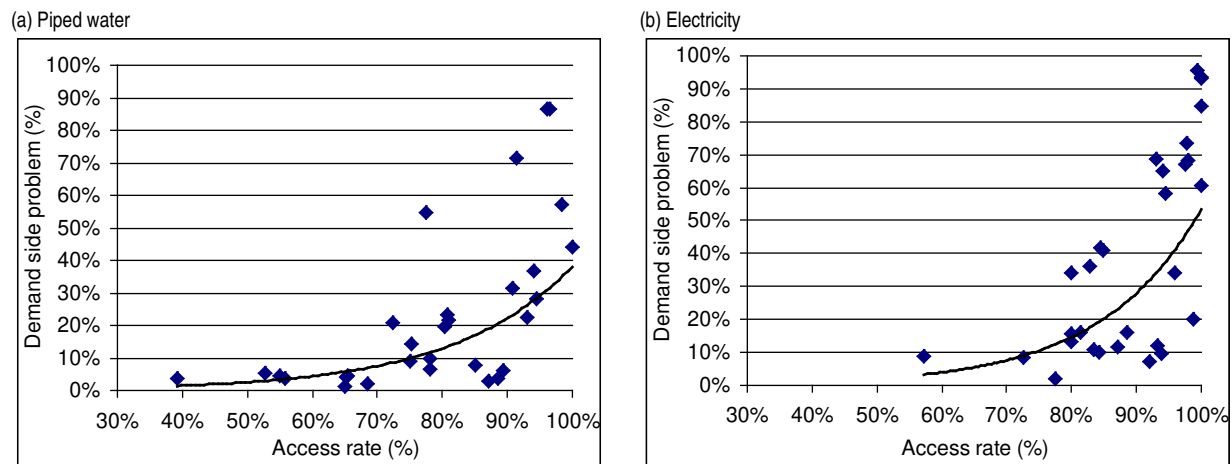 (a) Piped water
Demand side problem (%)
100%
90%
80%
70%
60%
50%
40%
30%
20%
10%
0%
30% 40% 50% 60% 70% 80% 90% 100%
Access rate (%)
(b) Electricity
Demand side problem (%)
100%
90%
80%
70%
60%
50%
40%
30%
20%
10%
0%
30% 40% 50% 60% 70% 80% 90% 100%
Access rate (%)